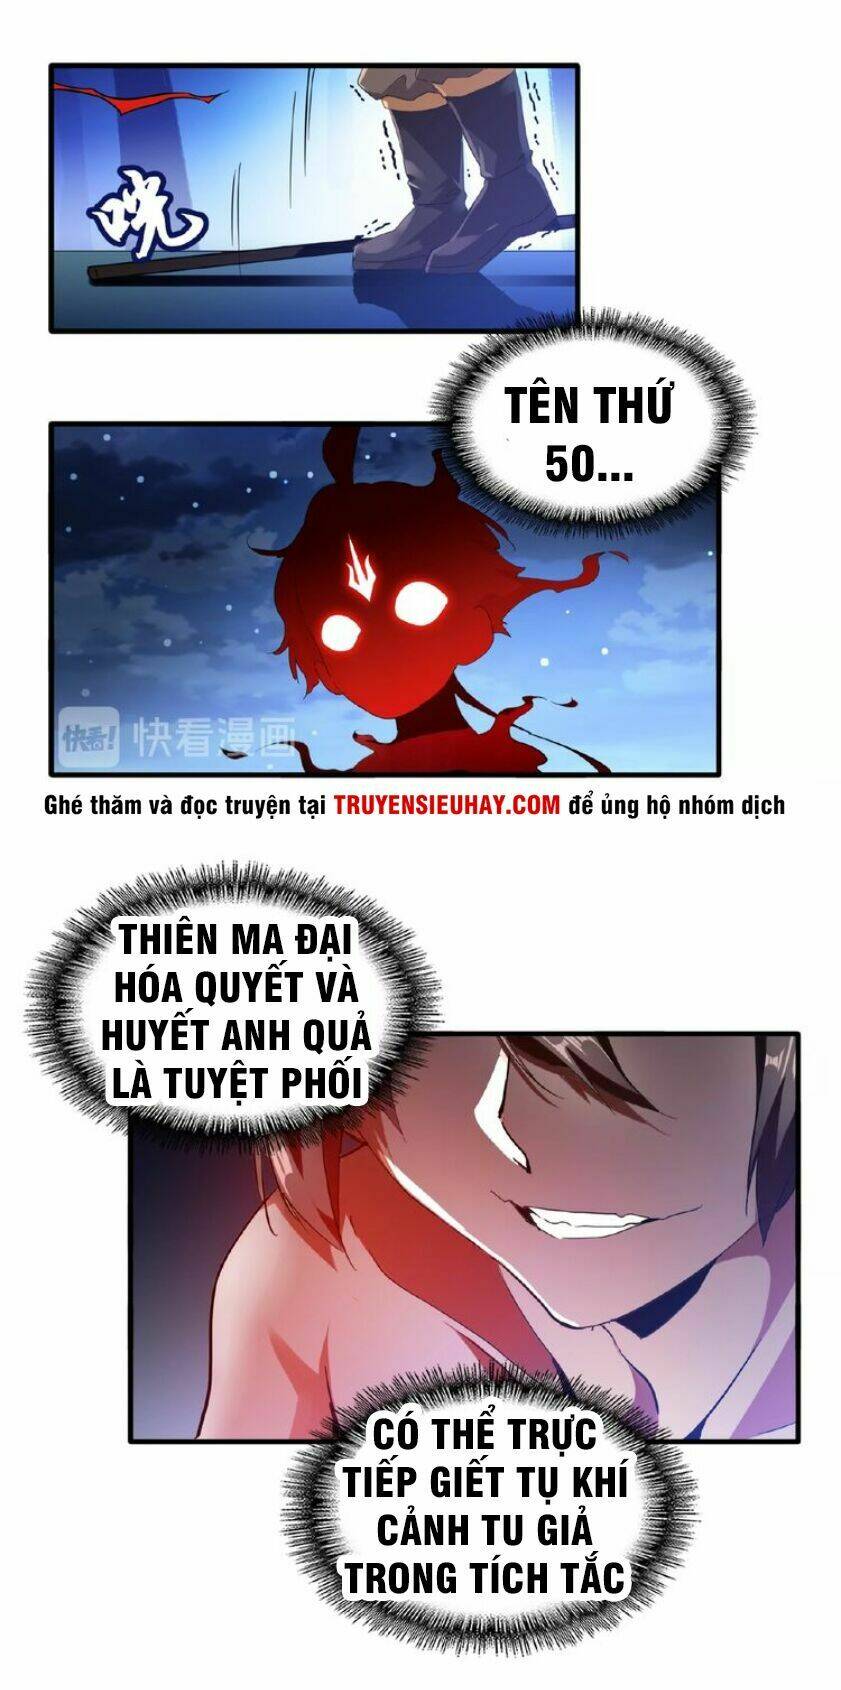 咣
TÊN THỨ
50...
快看!
快看漫画
Ghé thăm và đọc truyện tại TRUYENSIEUHAY.COM để ủng hộ nhóm dịch
THIÊN MA ĐẠI
HÓA QUYẾT VÀ
HUYẾT ANH QUẢ
LÀ TUYỆT PHỐI
CÓ THỂ TRỰC
TIẾP GIẾT TỤ KHÍ
CẢNH TU GIẢ
TRONG TÍCH TẮC